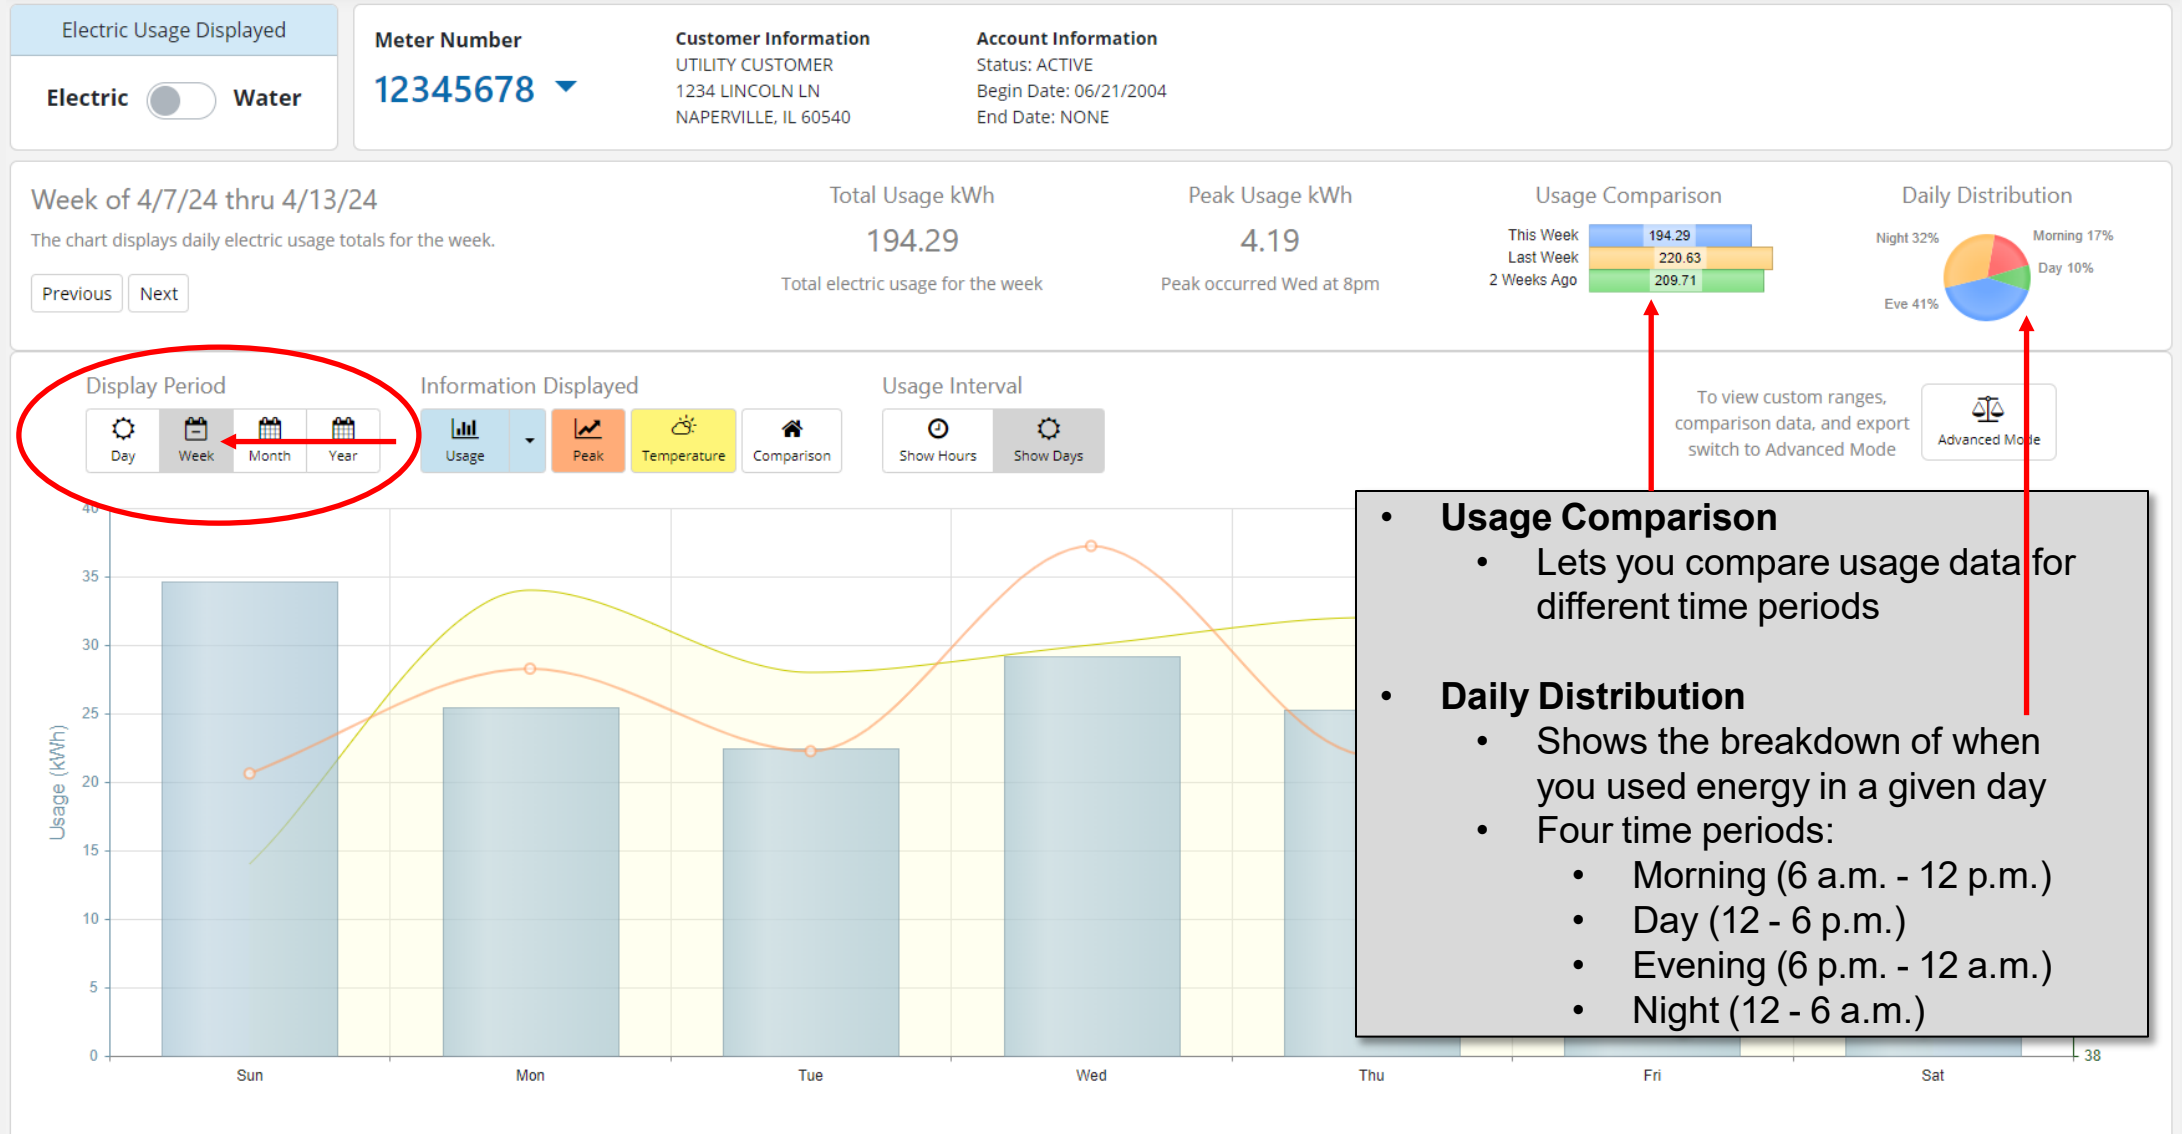 Electric Usage Displayed
Electric
Water
Meter Number
12345678
Customer Information
UTILITY CUSTOMER
1234 LINCOLN LN
NAPERVILLE, IL 60540
Account Information
Status: ACTIVE
Begin Date: 06/21/2004
End Date: NONE
Week of 4/7/24 thru 4/13/24
The chart displays daily electric usage totals for the week.
Previous
Next
Total Usage kWh
194.29
Total electric usage for the week
Peak Usage kWh
4.19
Peak occurred Wed at 8pm
Usage Comparison
This Week 194.29
Last Week 220.63
2 Weeks Ago 209.71
Daily Distribution
Night 32%
Morning 17%
Day 10%
Eve 41%
Display Period
Day
Week
Month
Year
Information Displayed
Usage
Peak
Temperature
Comparison
Usage Interval
Show Hours
Show Days
To view custom ranges,
comparison data, and export
switch to Advanced Mode
Advanced Mode
• Usage Comparison
• Lets you compare usage data for
different time periods
• Daily Distribution
• Shows the breakdown of when
you used energy in a given day
• Four time periods:
• Morning (6 a.m. - 12 p.m.)
• Day (12 - 6 p.m.)
• Evening (6 p.m. - 12 a.m.)
• Night (12 - 6 a.m.)
Usage (kWh)
40
35
30
25
20
15
10
5
0
38
Sun
Mon
Tue
Wed
Thu
Fri
Sat